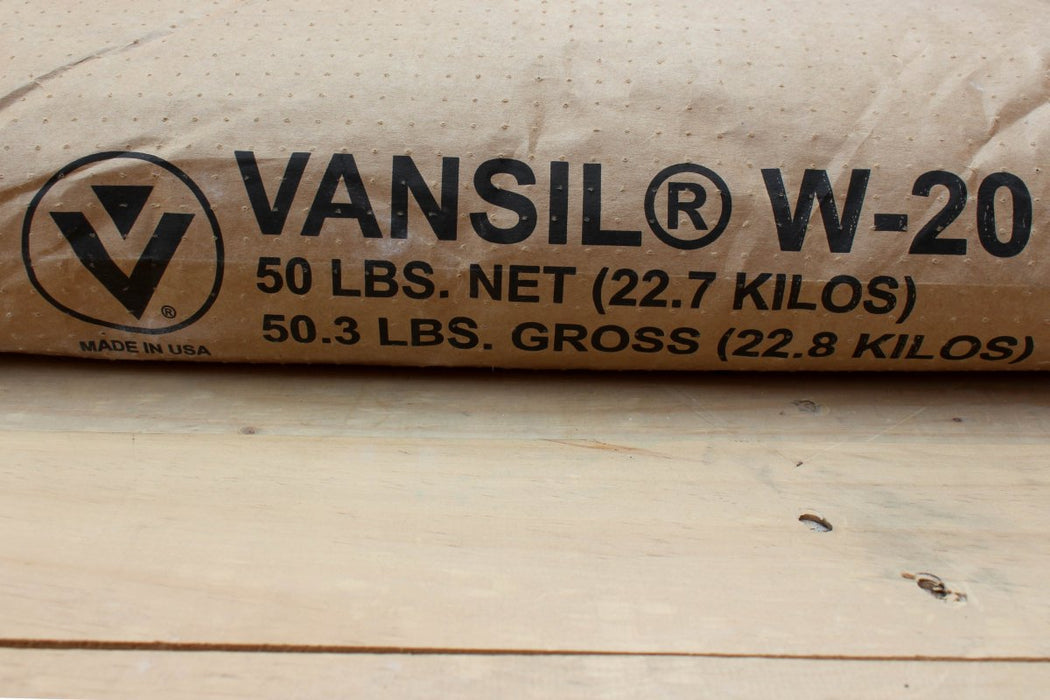 VANSIL® W-20
50 LBS. NET (22.7 KILOS)
50.3 LBS. GROSS (22.8 KILOS)
®
MADE IN USA